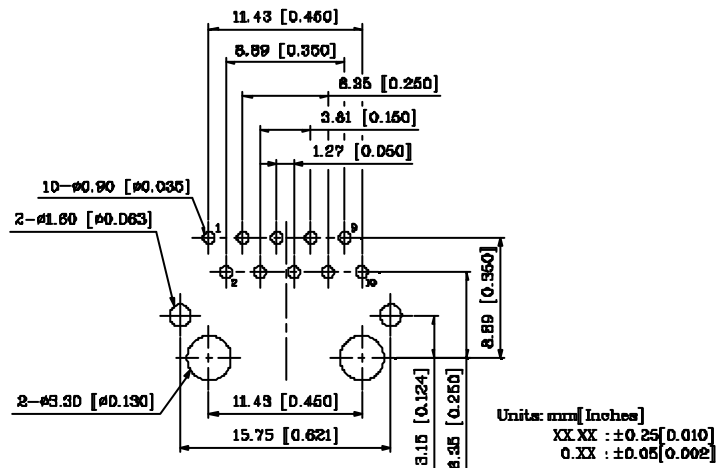 11.43 [0.450]
8.89 [0.350]
6.35 [0.250]
3.81 [0.150]
1.27 [0.050]
10-ø0.90 [ø0.035]
2-ø1.60 [ø0.063]
1
9
2
10
8.89 [0.350]
2-ø3.30 [ø0.130]
11.43 [0.450]
15.75 [0.621]
3.15 [0.124]
6.35 [0.250]
Units: mm[Inches]
XX.XX : ±0.25[0.010]
0.XX : ±0.05[0.002]